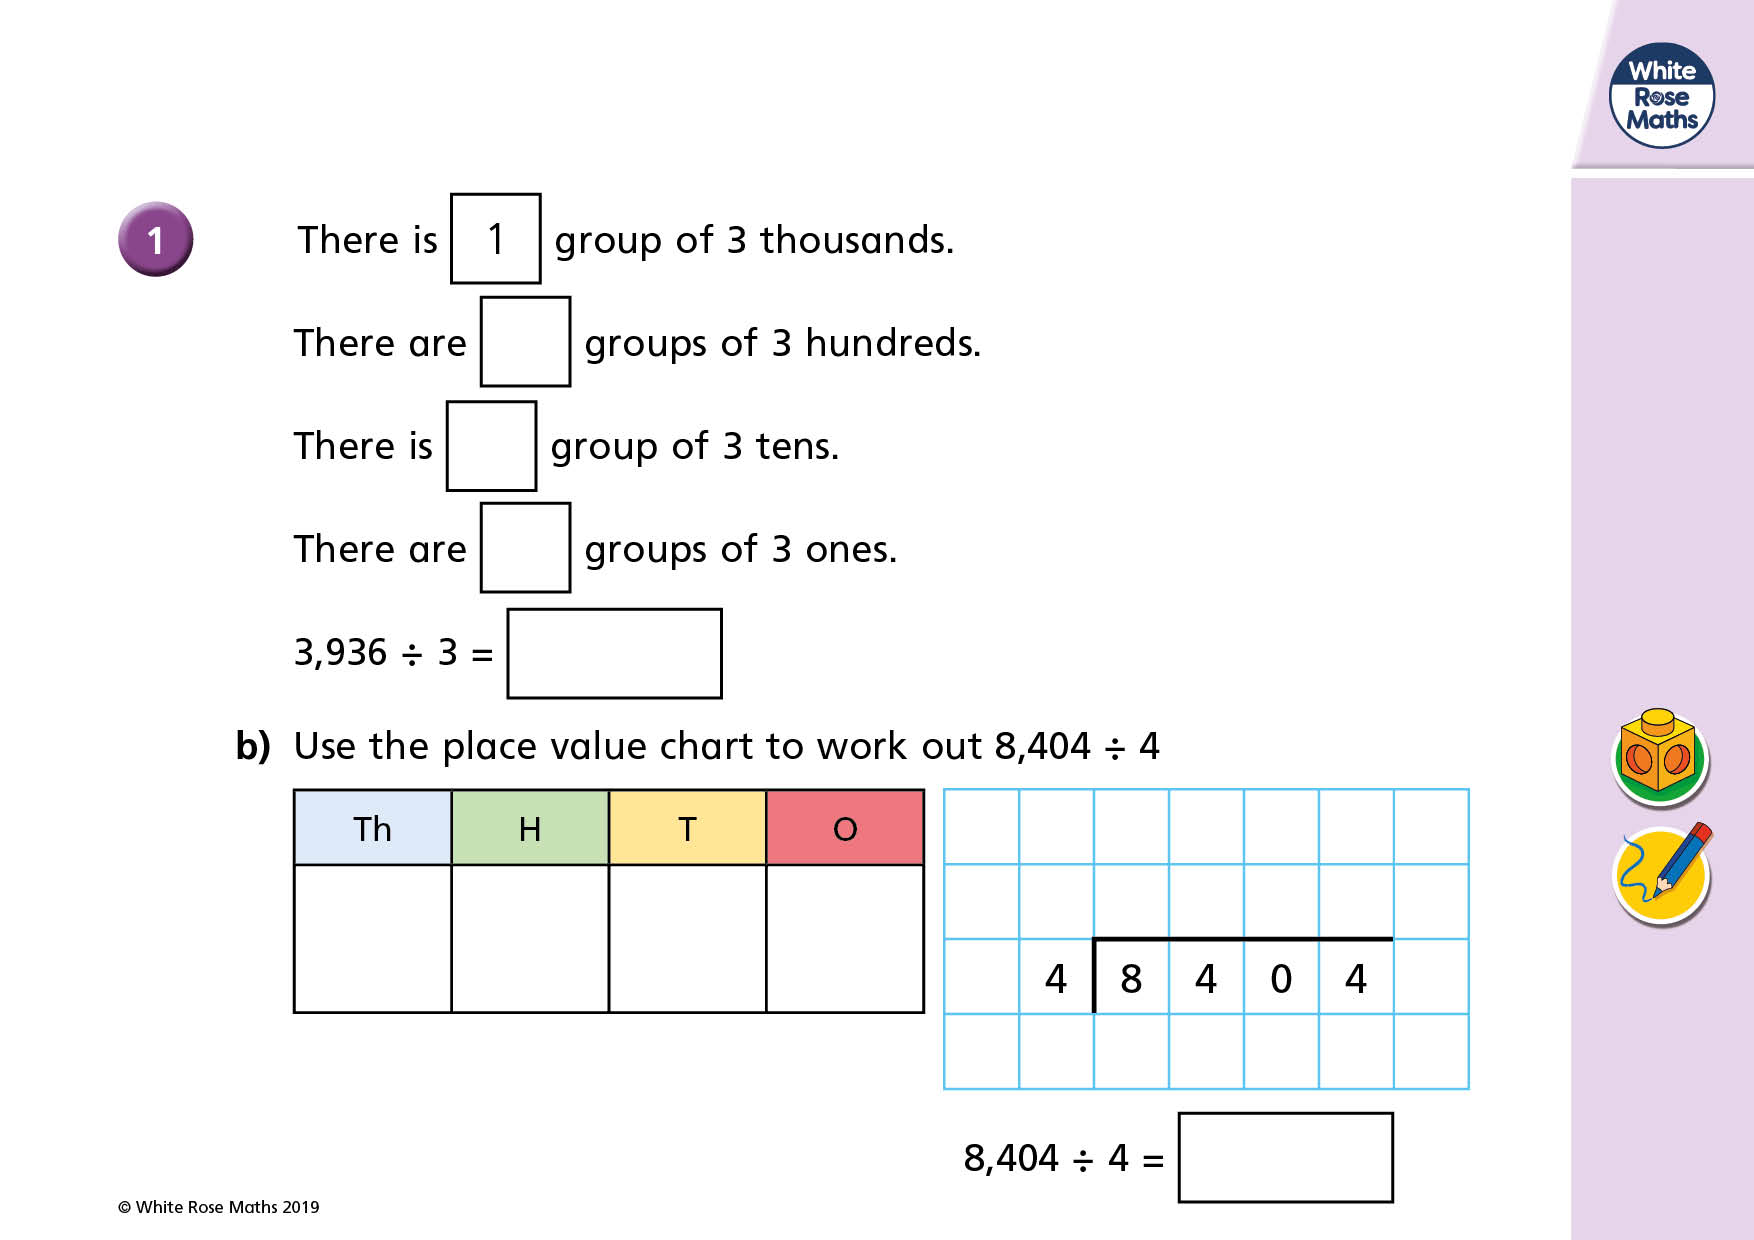 White
Rose
Maths
1
There is 1 group of 3 thousands.
There are groups of 3 hundreds.
There is group of 3 tens.
There are groups of 3 ones.
3,936 ÷ 3 =
b) Use the place value chart to work out 8,404 ÷ 4
Th H T O
4 8 4 0 4
8,404 ÷ 4 =
© White Rose Maths 2019